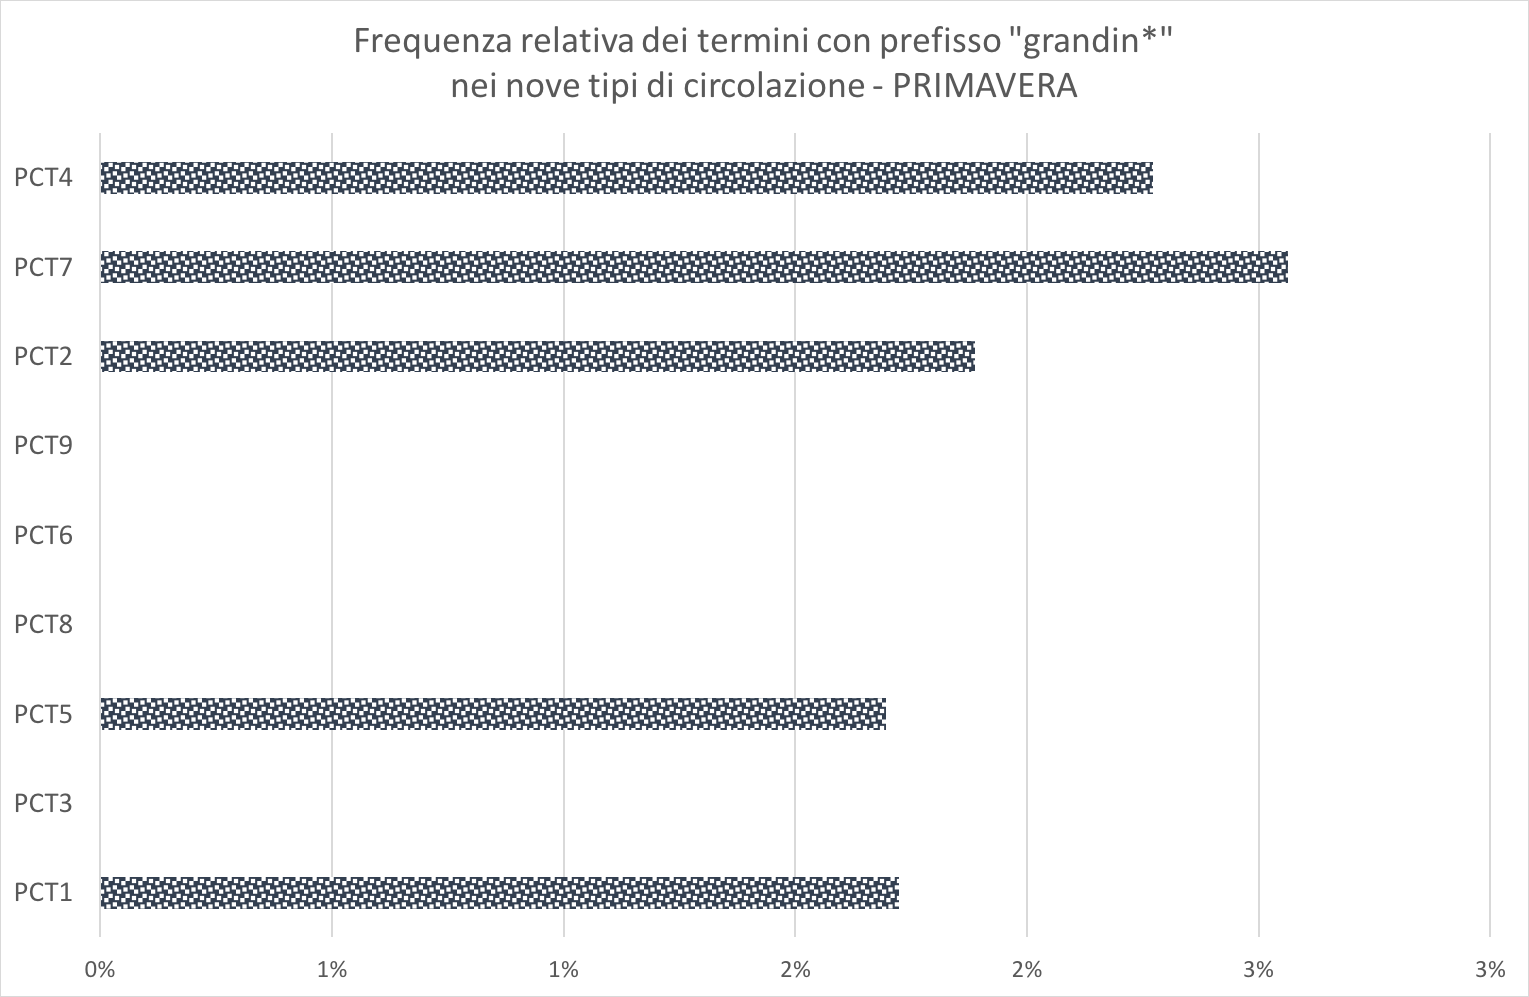 Frequenza relativa dei termini con prefisso "grandin*"
nei nove tipi di circolazione - PRIMAVERA
PCT4
PCT7
PCT2
PCT9
PCT6
PCT8
PCT5
PCT3
PCT1
0% 1% 1% 2% 2% 3% 3%